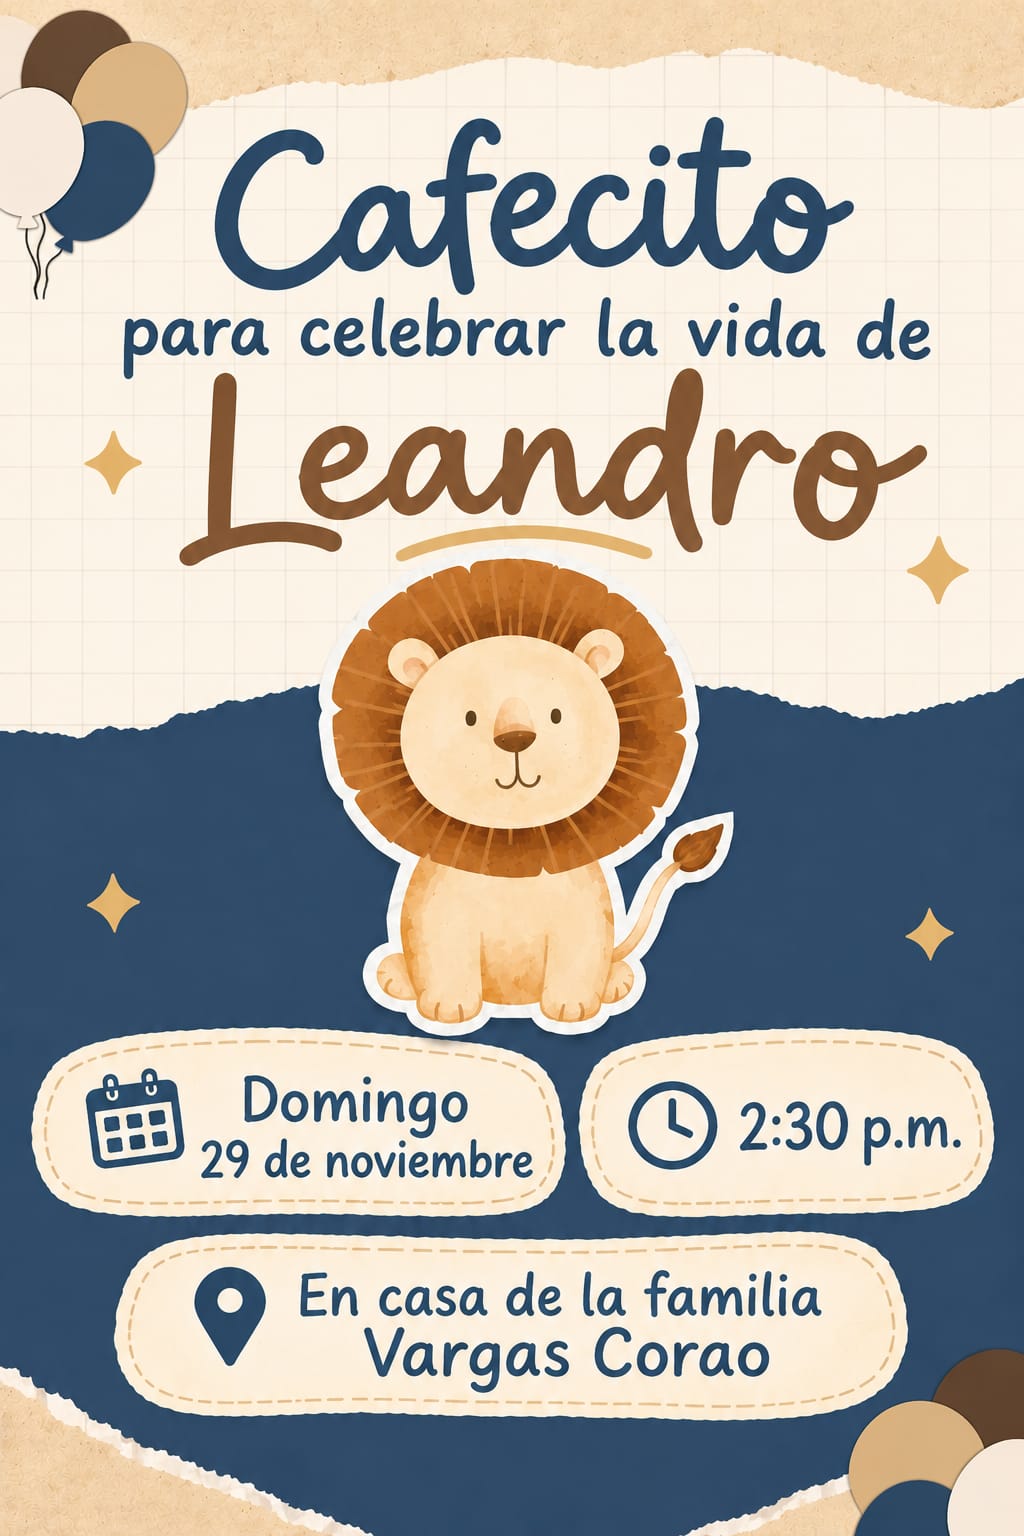 Cafecito
para celebrar la vida de
Leandro
Domingo
29 de noviembre
2:30 p.m.
En casa de la familia
Vargas Corao